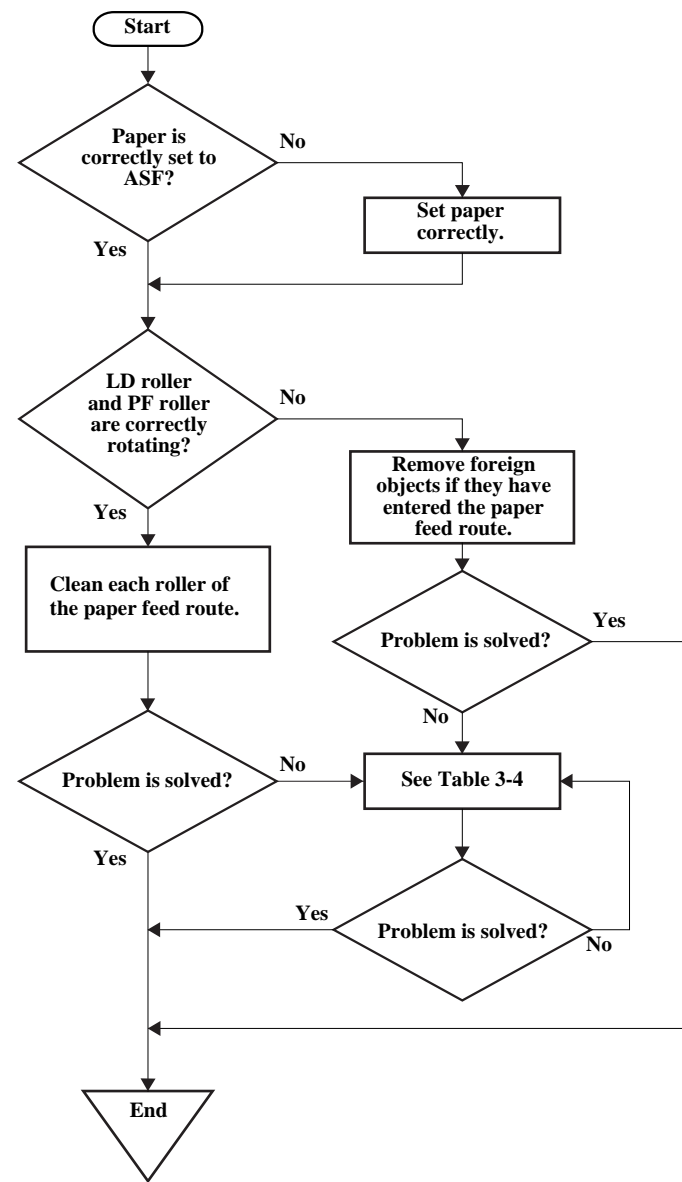 Start
Paper is
correctly set to
ASF?
No
Set paper
correctly.
Yes
LD roller
and PF roller
are correctly
rotating?
No
Remove foreign
objects if they have
entered the paper
feed route.
Yes
Clean each roller of
the paper feed route.
Problem is solved?
Yes
No
Problem is solved?
No
See Table 3-4
Yes
Problem is solved?
Yes
No
End